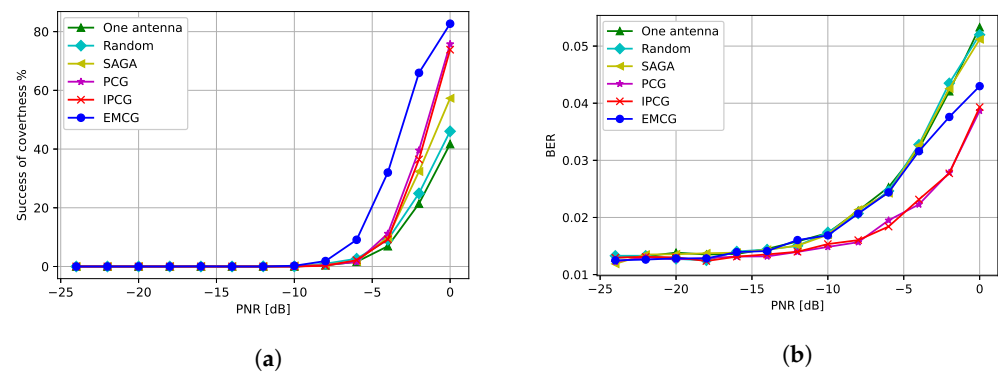 80
60
40
20
0
Success of covertness %
One antenna
Random
SAGA
PCG
IPCG
EMCG
−25
−20
−15
−10
−5
0
PNR [dB]
(a)
0.05
0.04
0.03
0.02
0.01
BER
One antenna
Random
SAGA
PCG
IPCG
EMCG
−25
−20
−15
−10
−5
0
PNR [dB]
(b)